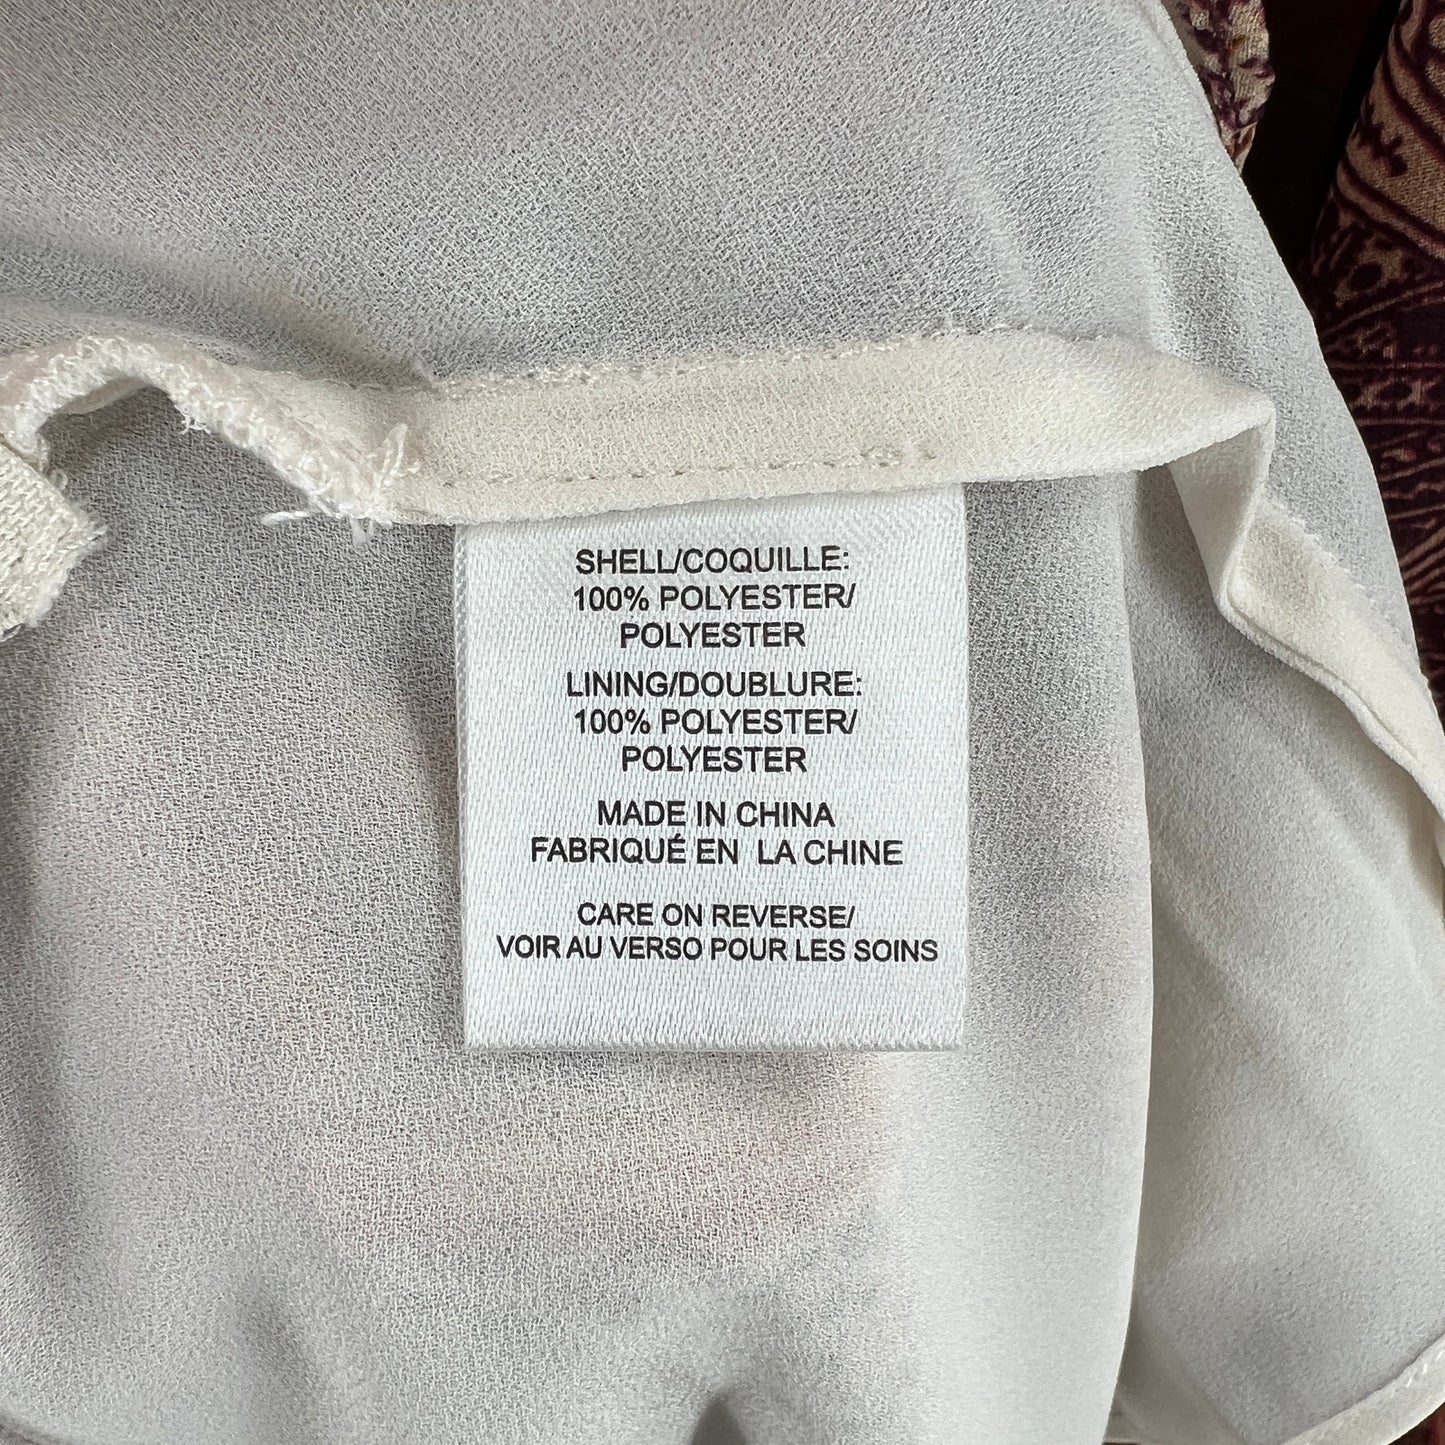 SHELL/COQUILLE:
100% POLYESTER/
POLYESTER
LINING/DOUBLURE:
100% POLYESTER/
POLYESTER
MADE IN CHINA
FABRIQUÉ EN LA CHINE
CARE ON REVERSE/
VOIR AU VERSO POUR LES SOINS